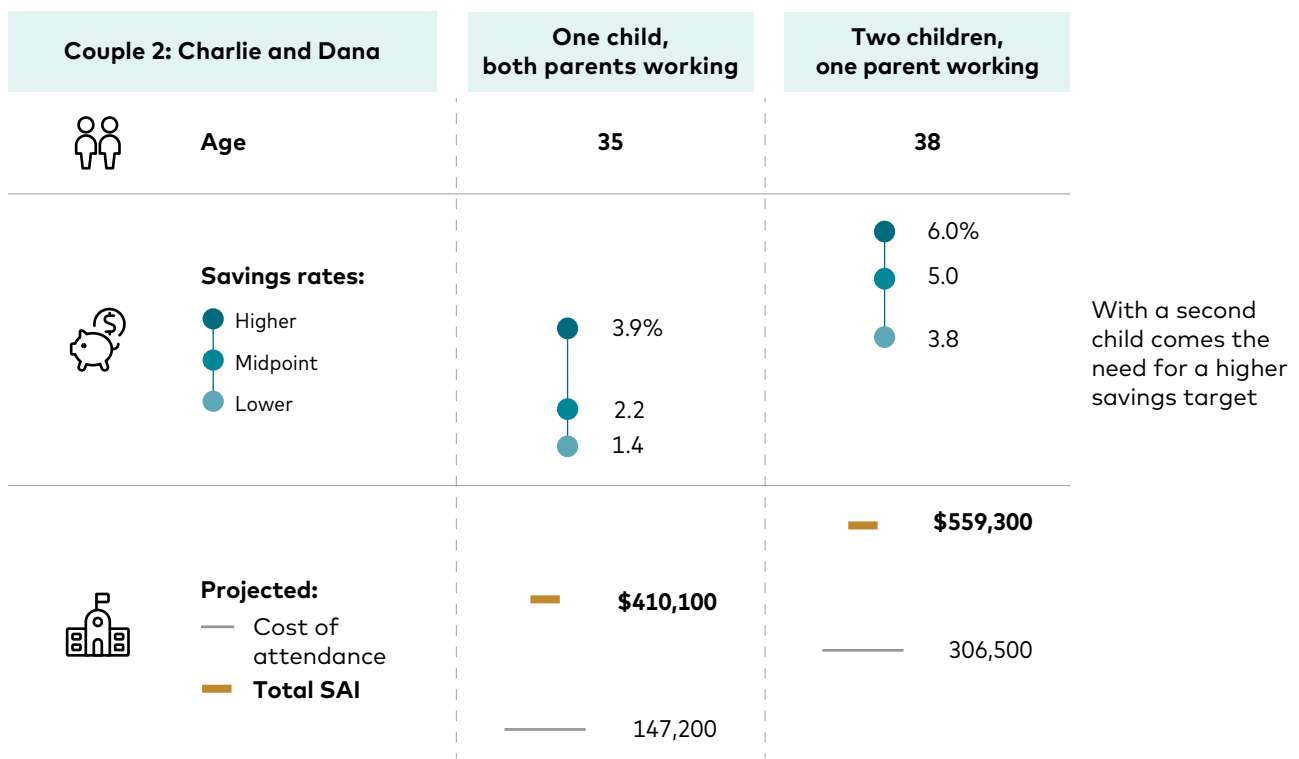 Couple 2: Charlie and Dana
One child,
both parents working
Two children,
one parent working
Age
35
38
Savings rates:
Higher
Midpoint
Lower
3.9%
2.2
1.4
6.0%
5.0
3.8
With a second
child comes the
need for a higher
savings target
Projected:
Cost of
attendance
Total SAI
$410,100
147,200
$559,300
306,500